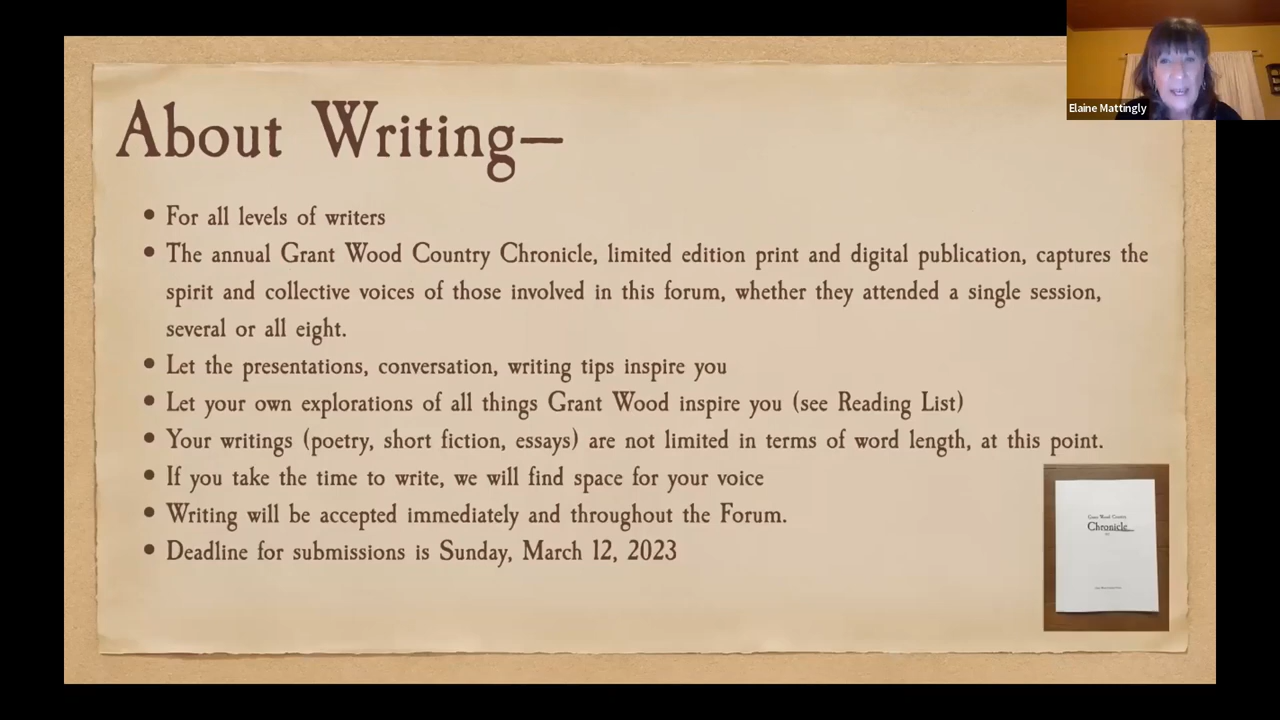 Elaine Mattingly
About Writing—
• For all levels of writers
• The annual Grant Wood Country Chronicle, limited edition print and digital publication, captures the
spirit and collective voices of those involved in this forum, whether they attended a single session,
several or all eight.
• Let the presentations, conversation, writing tips inspire you
• Let your own explorations of all things Grant Wood inspire you (see Reading List)
• Your writings (poetry, short fiction, essays) are not limited in terms of word length, at this point.
• If you take the time to write, we will find space for your voice
• Writing will be accepted immediately and throughout the Forum.
• Deadline for submissions is Sunday, March 12, 2023
Grant Wood Country
Chronicle